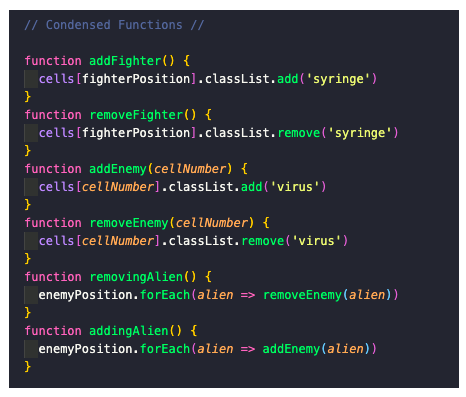 // Condensed Functions //
function addFighter() {
  cells[fighterPosition].classList.add('syringe')
}
function removeFighter() {
  cells[fighterPosition].classList.remove('syringe')
}
function addEnemy(cellNumber) {
  cells[cellNumber].classList.add('virus')
}
function removeEnemy(cellNumber) {
  cells[cellNumber].classList.remove('virus')
}
function removingAlien() {
  enemyPosition.forEach(alien => removeEnemy(alien))
}
function addingAlien() {
  enemyPosition.forEach(alien => addEnemy(alien))
}